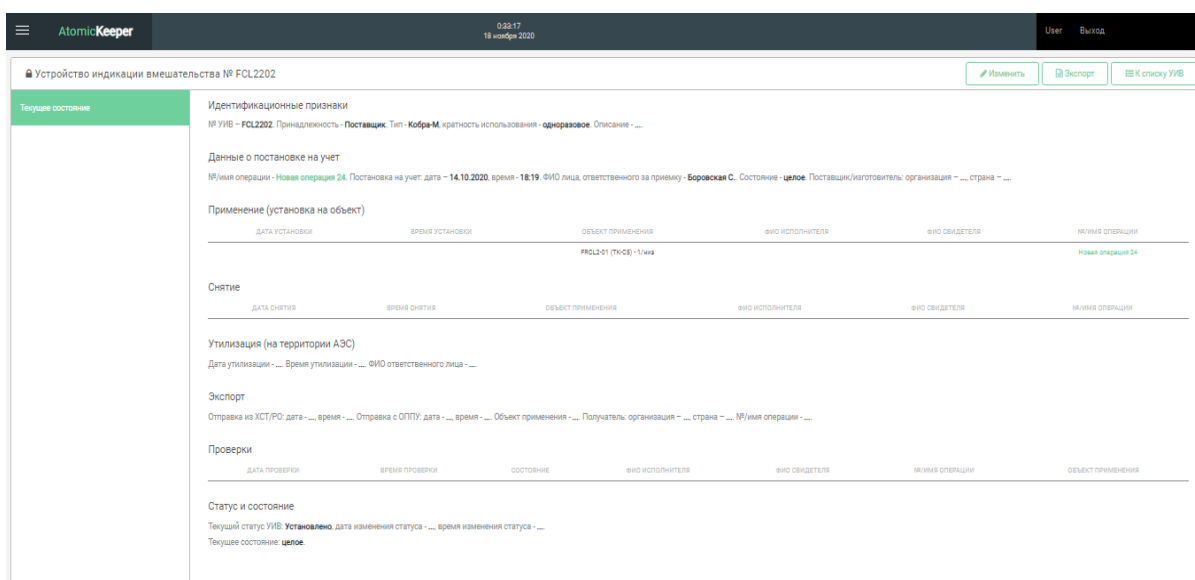 AtomicKeeper
0:33:17
18 ноября 2020
User Выход
Устройство индикации вмешательства № FCL2202
Изменить Экспорт К списку УИВ
Текущее состояние
Идентификационные признаки
№ УИВ – FCL2202. Принадлежность - Поставщик. Тип - Кобра-М, кратность использования - одноразовое. Описание - ...
Данные о постановке на учет
№/имя операции - Новая операция 24. Постановка на учет: дата – 14.10.2020, время - 18:19. ФИО лица, ответственного за приемку - Боровская С.. Состояние - целое. Поставщик/изготовитель: организация – ..., страна – ....
Применение (установка на объект)
ДАТА УСТАНОВКИ ВРЕМЯ УСТАНОВКИ ОБЪЕКТ ПРИМЕНЕНИЯ ФИО ИСПОЛНИТЕЛЯ ФИО СВИДЕТЕЛЯ №/ИМЯ ОПЕРАЦИИ
FRCL2-01 (ТК-С5) - 1/низ Новая операция 24
Снятие
ДАТА СНЯТИЯ ВРЕМЯ СНЯТИЯ ОБЪЕКТ ПРИМЕНЕНИЯ ФИО ИСПОЛНИТЕЛЯ ФИО СВИДЕТЕЛЯ №/ИМЯ ОПЕРАЦИИ
Утилизация (на территории АЭС)
Дата утилизации - .... Время утилизации - .... ФИО ответственного лица - ....
Экспорт
Отправка из ХСТ/РО: дата - ..., время - .... Отправка с ОППУ: дата - ..., время - .... Объект применения - .... Получатель: организация – ..., страна – .... №/имя операции - ....
Проверки
ДАТА ПРОВЕРКИ ВРЕМЯ ПРОВЕРКИ СОСТОЯНИЕ ФИО ИСПОЛНИТЕЛЯ ФИО СВИДЕТЕЛЯ №/ИМЯ ОПЕРАЦИИ ОБЪЕКТ ПРИМЕНЕНИЯ
Статус и состояние
Текущий статус УИВ: Установлено, дата изменения статуса - ..., время изменения статуса - ....
Текущее состояние: целое.